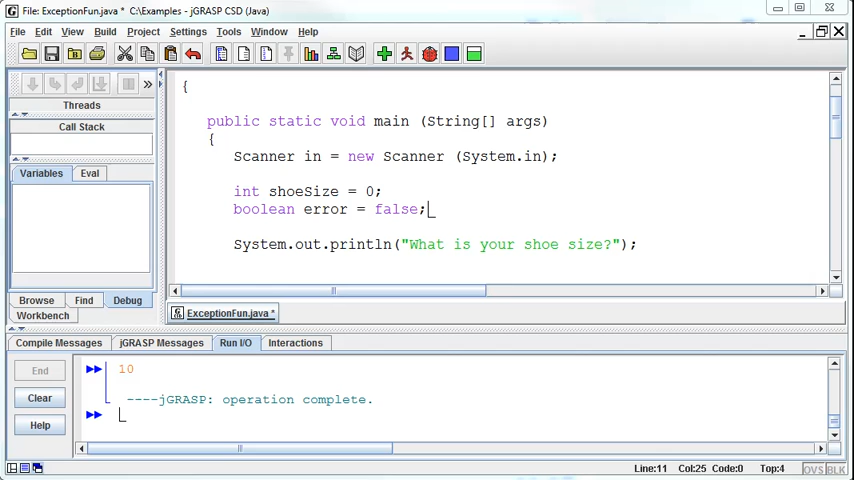 File: ExceptionFun.java *  C:\Examples - jGRASP CSD (Java)
File Edit View Build Project Settings Tools Window Help
{
public static void main (String[] args)
{
Scanner in = new Scanner (System.in);
int shoeSize = 0;
boolean error = false;
System.out.println("What is your shoe size?");
Threads
Call Stack
Variables Eval
Browse Find Debug
Workbench
ExceptionFun.java *
Compile Messages jGRASP Messages Run I/O Interactions
End
Clear
Help
10
----jGRASP: operation complete.
Line:11 Col:25 Code:0 Top:4 OVS BLK